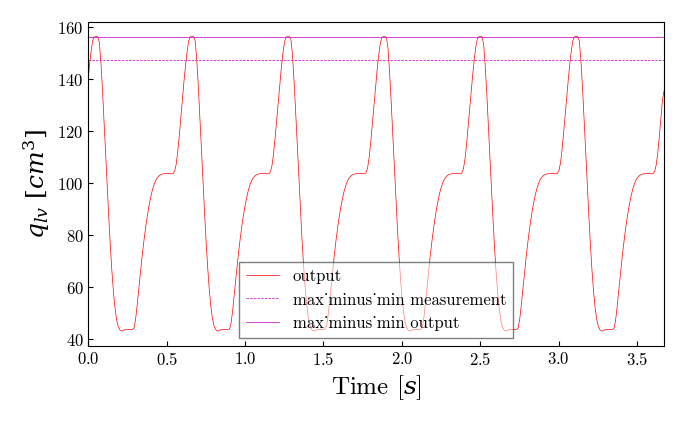 160
140
120
100
80
60
40
q_{lv} [cm^3]
output
max˙minus˙min measurement
max˙minus˙min output
0.0 0.5 1.0 1.5 2.0 2.5 3.0 3.5
Time [s]